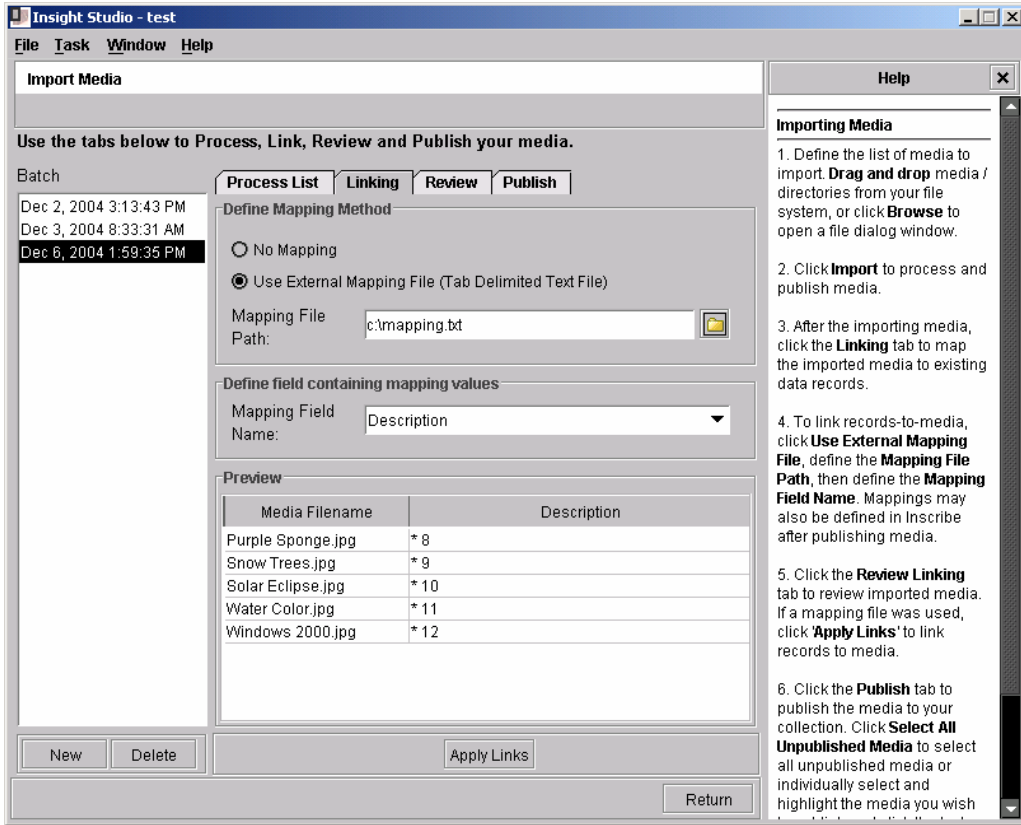 Insight Studio - test
File Task Window Help
Import Media
Use the tabs below to Process, Link, Review and Publish your media.
Batch
Dec 2, 2004 3:13:43 PM
Dec 3, 2004 8:33:31 AM
Dec 6, 2004 1:59:35 PM
New Delete
Process List Linking Review Publish
Define Mapping Method
No Mapping
Use External Mapping File (Tab Delimited Text File)
Mapping File
Path:
c:\mapping.txt
Define field containing mapping values
Mapping Field
Name:
Description
Preview
Media Filename Description
Purple Sponge.jpg * 8
Snow Trees.jpg * 9
Solar Eclipse.jpg * 10
Water Color.jpg * 11
Windows 2000.jpg * 12
Apply Links
Return
Help
Importing Media
1. Define the list of media to
import. Drag and drop media /
directories from your file
system, or click Browse to
open a file dialog window.
2. Click Import to process and
publish media.
3. After the importing media,
click the Linking tab to map
the imported media to existing
data records.
4. To link records-to-media,
click Use External Mapping
File, define the Mapping File
Path, then define the Mapping
Field Name. Mappings may
also be defined in Inscribe
after publishing media.
5. Click the Review Linking
tab to review imported media.
If a mapping file was used,
click 'Apply Links' to link
records to media.
6. Click the Publish tab to
publish the media to your
collection. Click Select All
Unpublished Media to select
all unpublished media or
individually select and
highlight the media you wish